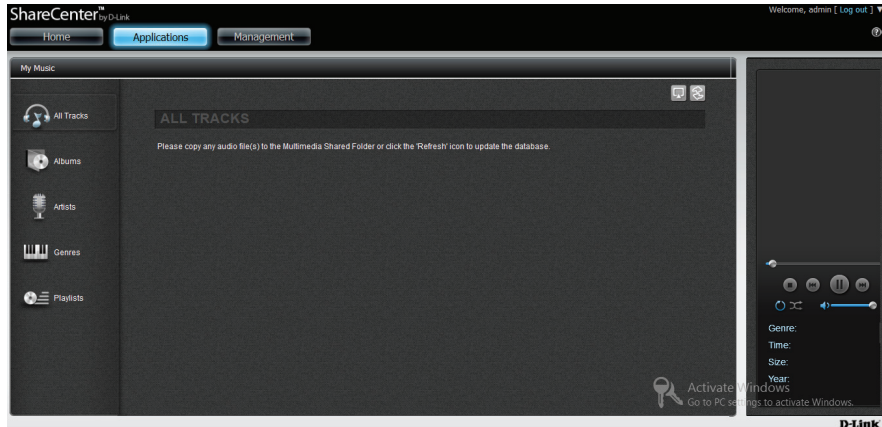 ShareCenter™ by D-Link
Welcome, admin [ Log out ]
Home
Applications
Management
My Music
All Tracks
Albums
Artists
Genres
Playlists
ALL TRACKS
Please copy any audio file(s) to the Multimedia Shared Folder or click the 'Refresh' icon to update the database.
Genre:
Time:
Size:
Year:
Activate Windows
Go to PC settings to activate Windows.
D-Link